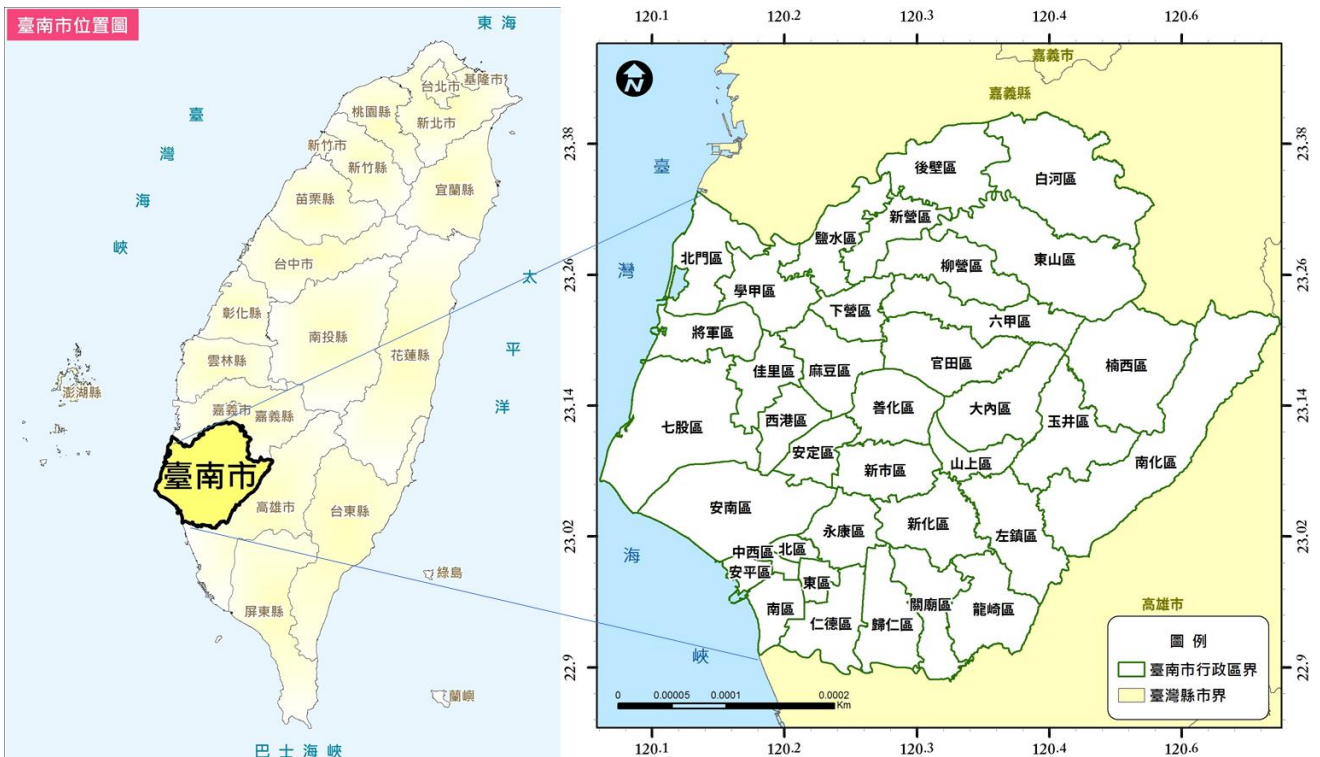 臺南市位置圖
東海
臺灣海峽
基隆市
台北市
桃園縣
新北市
新竹市
新竹縣
宜蘭縣
苗栗縣
台中市
太平洋
彰化縣
南投縣
花蓮縣
雲林縣
澎湖縣
嘉義市
嘉義縣
臺南市
高雄市
台東縣
綠島
屏東縣
蘭嶼
巴士海峽
120.1 120.2 120.3 120.4 120.6
N
嘉義市
嘉義縣
23.38
23.26
23.14
23.02
22.9
23.38
23.26
23.14
23.02
22.9
臺灣海峽
後壁區
白河區
新營區
鹽水區
北門區
柳營區
東山區
學甲區
下營區
六甲區
將軍區
官田區
楠西區
佳里區
麻豆區
善化區
大內區
西港區
玉井區
七股區
安定區
新市區
山上區
南化區
安南區
永康區
新化區
左鎮區
中西區
北區
安平區
東區
南區
仁德區
歸仁區
關廟區
龍崎區
高雄市
圖例
臺南市行政區界
臺灣縣市界
0 0.00005 0.0001 0.0002
Km
120.1 120.2 120.3 120.4 120.6